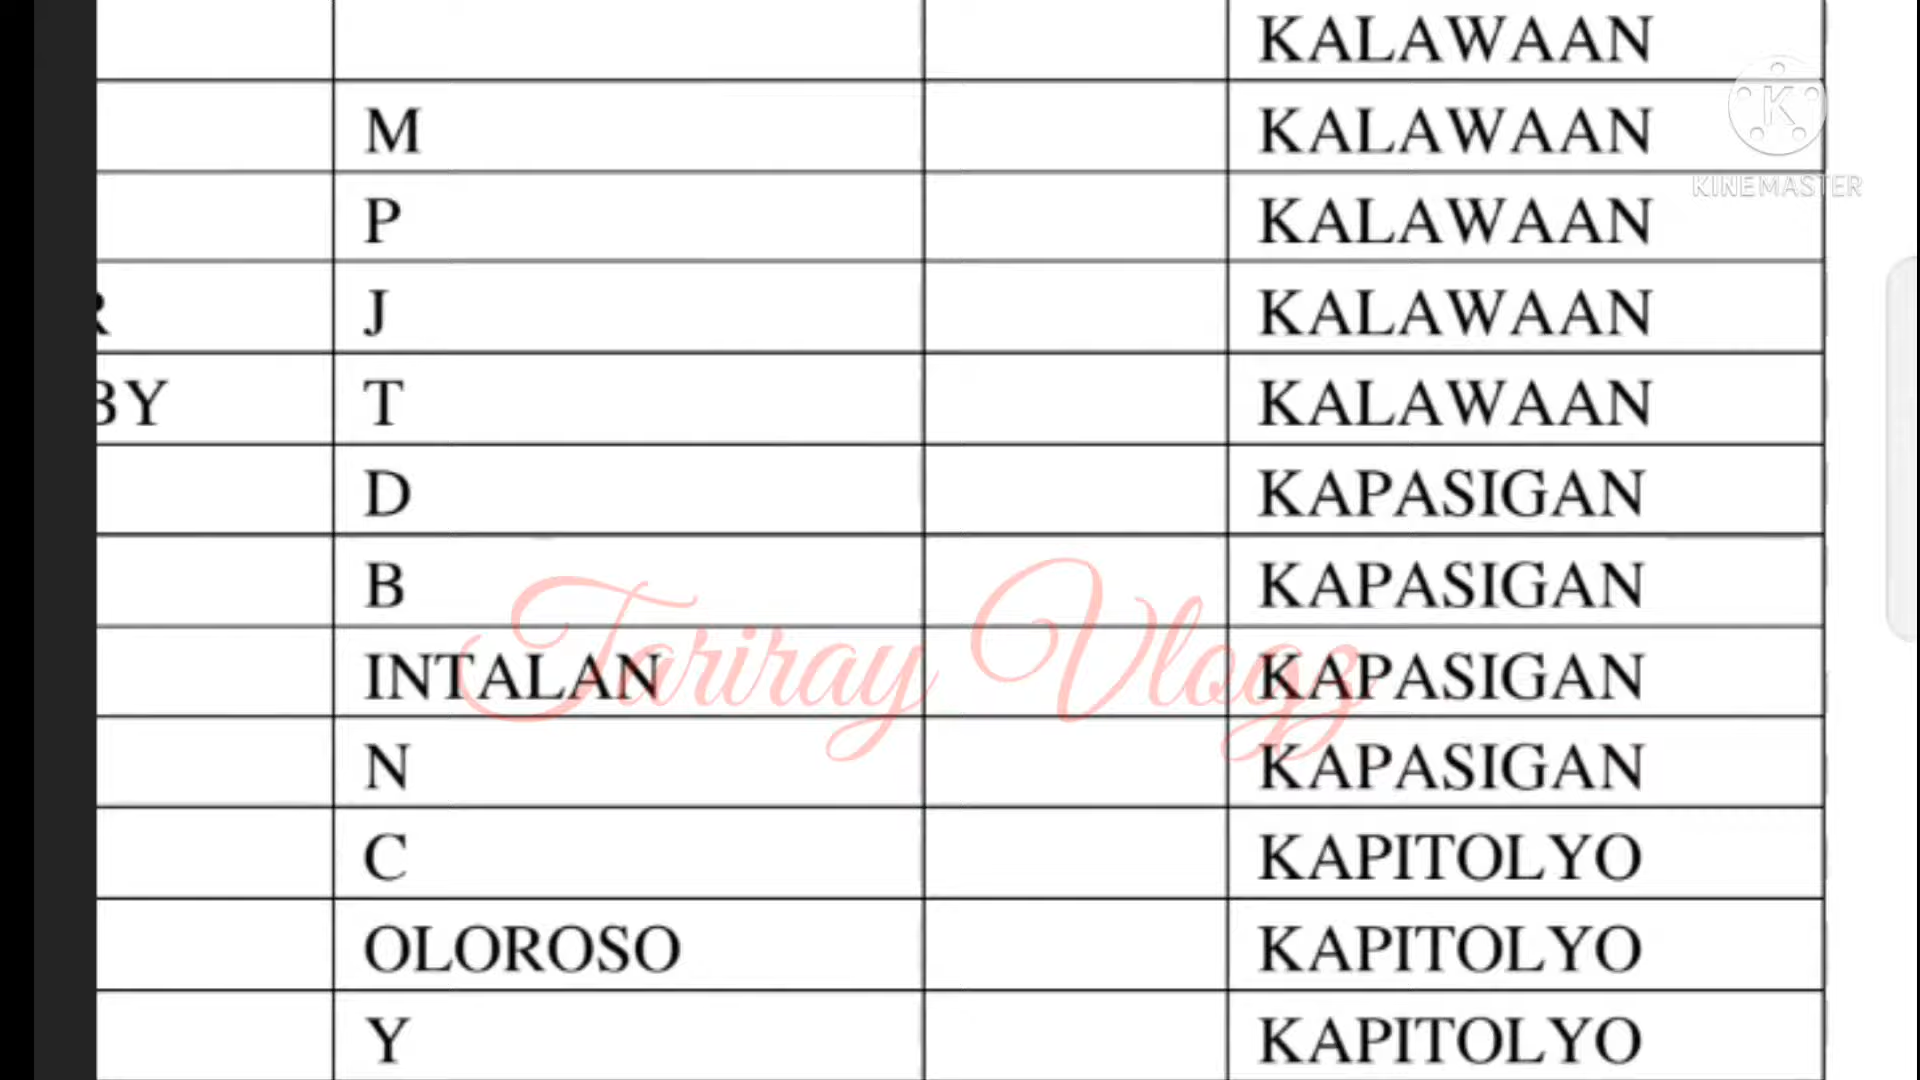 KALAWAAN
M KALAWAAN
P KALAWAAN
R J KALAWAAN
BY T KALAWAAN
D KAPASIGAN
B KAPASIGAN
INTALAN KAPASIGAN
N KAPASIGAN
C KAPITOLYO
OLOROSO KAPITOLYO
Y KAPITOLYO
K
KINEMASTER
Tariray Vlogz